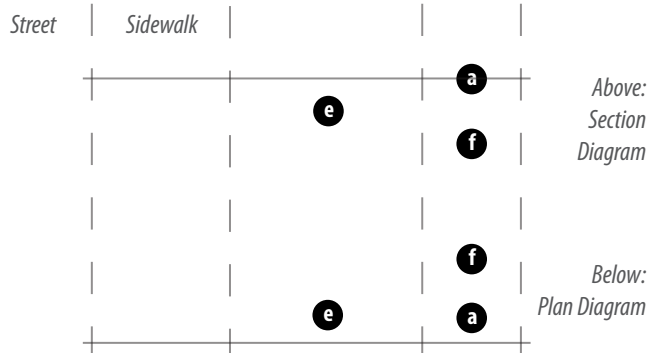 Street Sidewalk
a
e
Above:
Section
Diagram
f
f
Below:
Plan Diagram
e
a